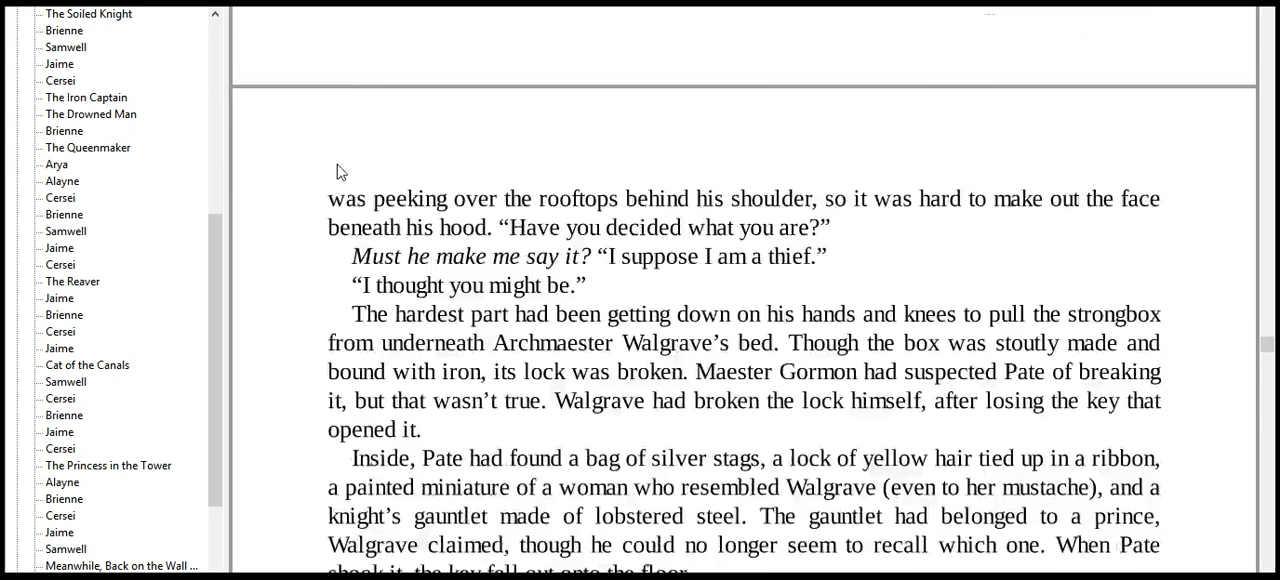 The Soiled Knight
Brienne
Samwell
Jaime
Cersei
The Iron Captain
The Drowned Man
Brienne
The Queenmaker
Arya
Alayne
Cersei
Brienne
Samwell
Jaime
Cersei
The Reaver
Jaime
Brienne
Cersei
Jaime
Cat of the Canals
Samwell
Cersei
Brienne
Jaime
Cersei
The Princess in the Tower
Alayne
Brienne
Cersei
Jaime
Samwell
Meanwhile, Back on the Wall ...
was peeking over the rooftops behind his shoulder, so it was hard to make out the face
beneath his hood. “Have you decided what you are?”
Must he make me say it? “I suppose I am a thief.”
“I thought you might be.”
The hardest part had been getting down on his hands and knees to pull the strongbox
from underneath Archmaester Walgrave’s bed. Though the box was stoutly made and
bound with iron, its lock was broken. Maester Gormon had suspected Pate of breaking
it, but that wasn’t true. Walgrave had broken the lock himself, after losing the key that
opened it.
Inside, Pate had found a bag of silver stags, a lock of yellow hair tied up in a ribbon,
a painted miniature of a woman who resembled Walgrave (even to her mustache), and a
knight’s gauntlet made of lobstered steel. The gauntlet had belonged to a prince,
Walgrave claimed, though he could no longer seem to recall which one. When Pate
shook it, the key fell out onto the floor.